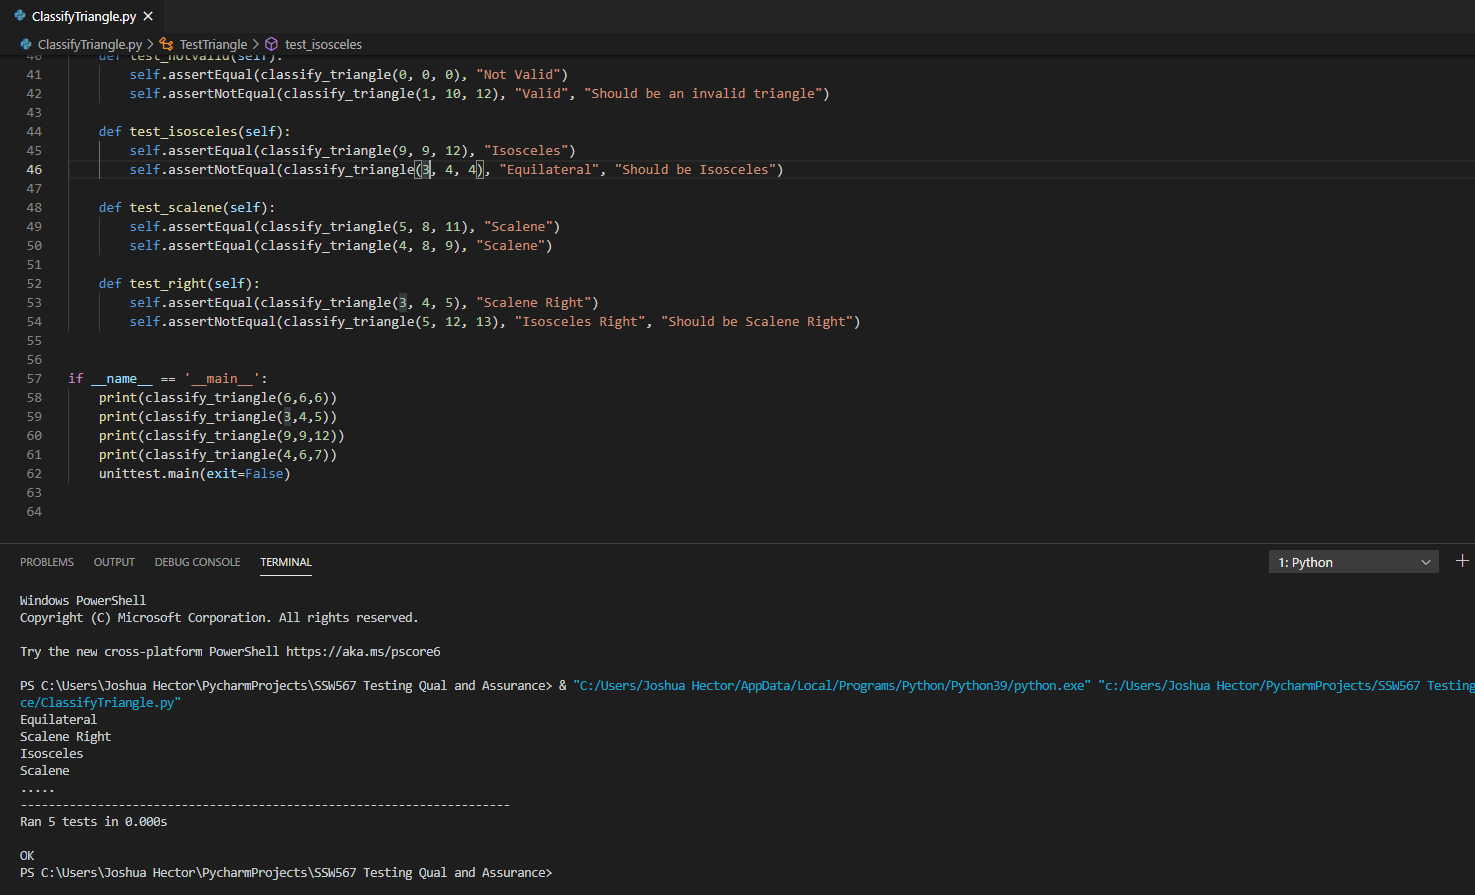 ClassifyTriangle.py
ClassifyTriangle.py > TestTriangle > test_isosceles
40 def test_notvalid(self):
41 self.assertEqual(classify_triangle(0, 0, 0), "Not Valid")
42 self.assertNotEqual(classify_triangle(1, 10, 12), "Valid", "Should be an invalid triangle")
43
44 def test_isosceles(self):
45 self.assertEqual(classify_triangle(9, 9, 12), "Isosceles")
46 self.assertNotEqual(classify_triangle(3, 4, 4), "Equilateral", "Should be Isosceles")
47
48 def test_scalene(self):
49 self.assertEqual(classify_triangle(5, 8, 11), "Scalene")
50 self.assertEqual(classify_triangle(4, 8, 9), "Scalene")
51
52 def test_right(self):
53 self.assertEqual(classify_triangle(3, 4, 5), "Scalene Right")
54 self.assertNotEqual(classify_triangle(5, 12, 13), "Isosceles Right", "Should be Scalene Right")
55
56
57 if __name__ == '__main__':
58 print(classify_triangle(6,6,6))
59 print(classify_triangle(3,4,5))
60 print(classify_triangle(9,9,12))
61 print(classify_triangle(4,6,7))
62 unittest.main(exit=False)
63
64
PROBLEMS OUTPUT DEBUG CONSOLE TERMINAL 1: Python
Windows PowerShell
Copyright (C) Microsoft Corporation. All rights reserved.
Try the new cross-platform PowerShell https://aka.ms/pscore6
PS C:\Users\Joshua Hector\PycharmProjects\SSW567 Testing Qual and Assurance> & "C:/Users/Joshua Hector/AppData/Local/Programs/Python/Python39/python.exe" "c:/Users/Joshua Hector/PycharmProjects/SSW567 Testing
ce/ClassifyTriangle.py"
Equilateral
Scalene Right
Isosceles
Scalene
.....
----------------------------------------------------------------------
Ran 5 tests in 0.000s
OK
PS C:\Users\Joshua Hector\PycharmProjects\SSW567 Testing Qual and Assurance>